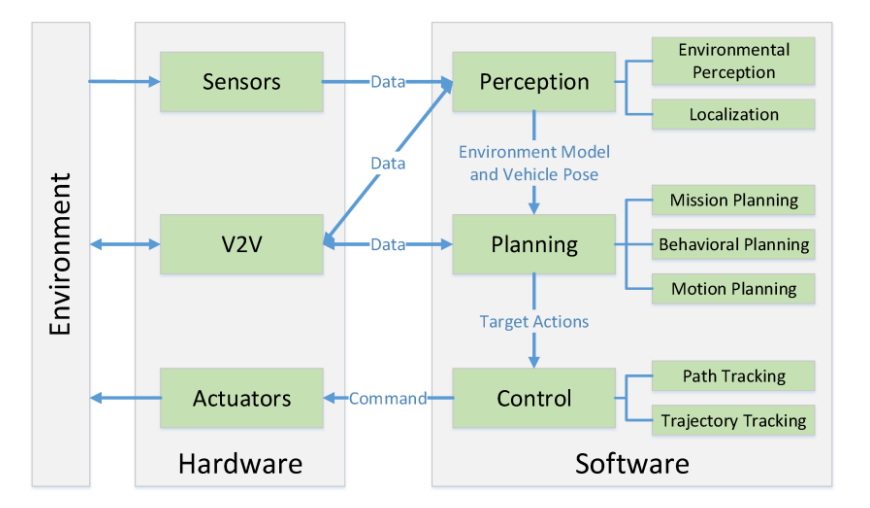 Environment
Sensors
V2V
Actuators
Hardware
Data
Data
Data
Command
Perception
Environment Model
and Vehicle Pose
Planning
Target Actions
Control
Environmental
Perception
Localization
Mission Planning
Behavioral Planning
Motion Planning
Path Tracking
Trajectory Tracking
Software